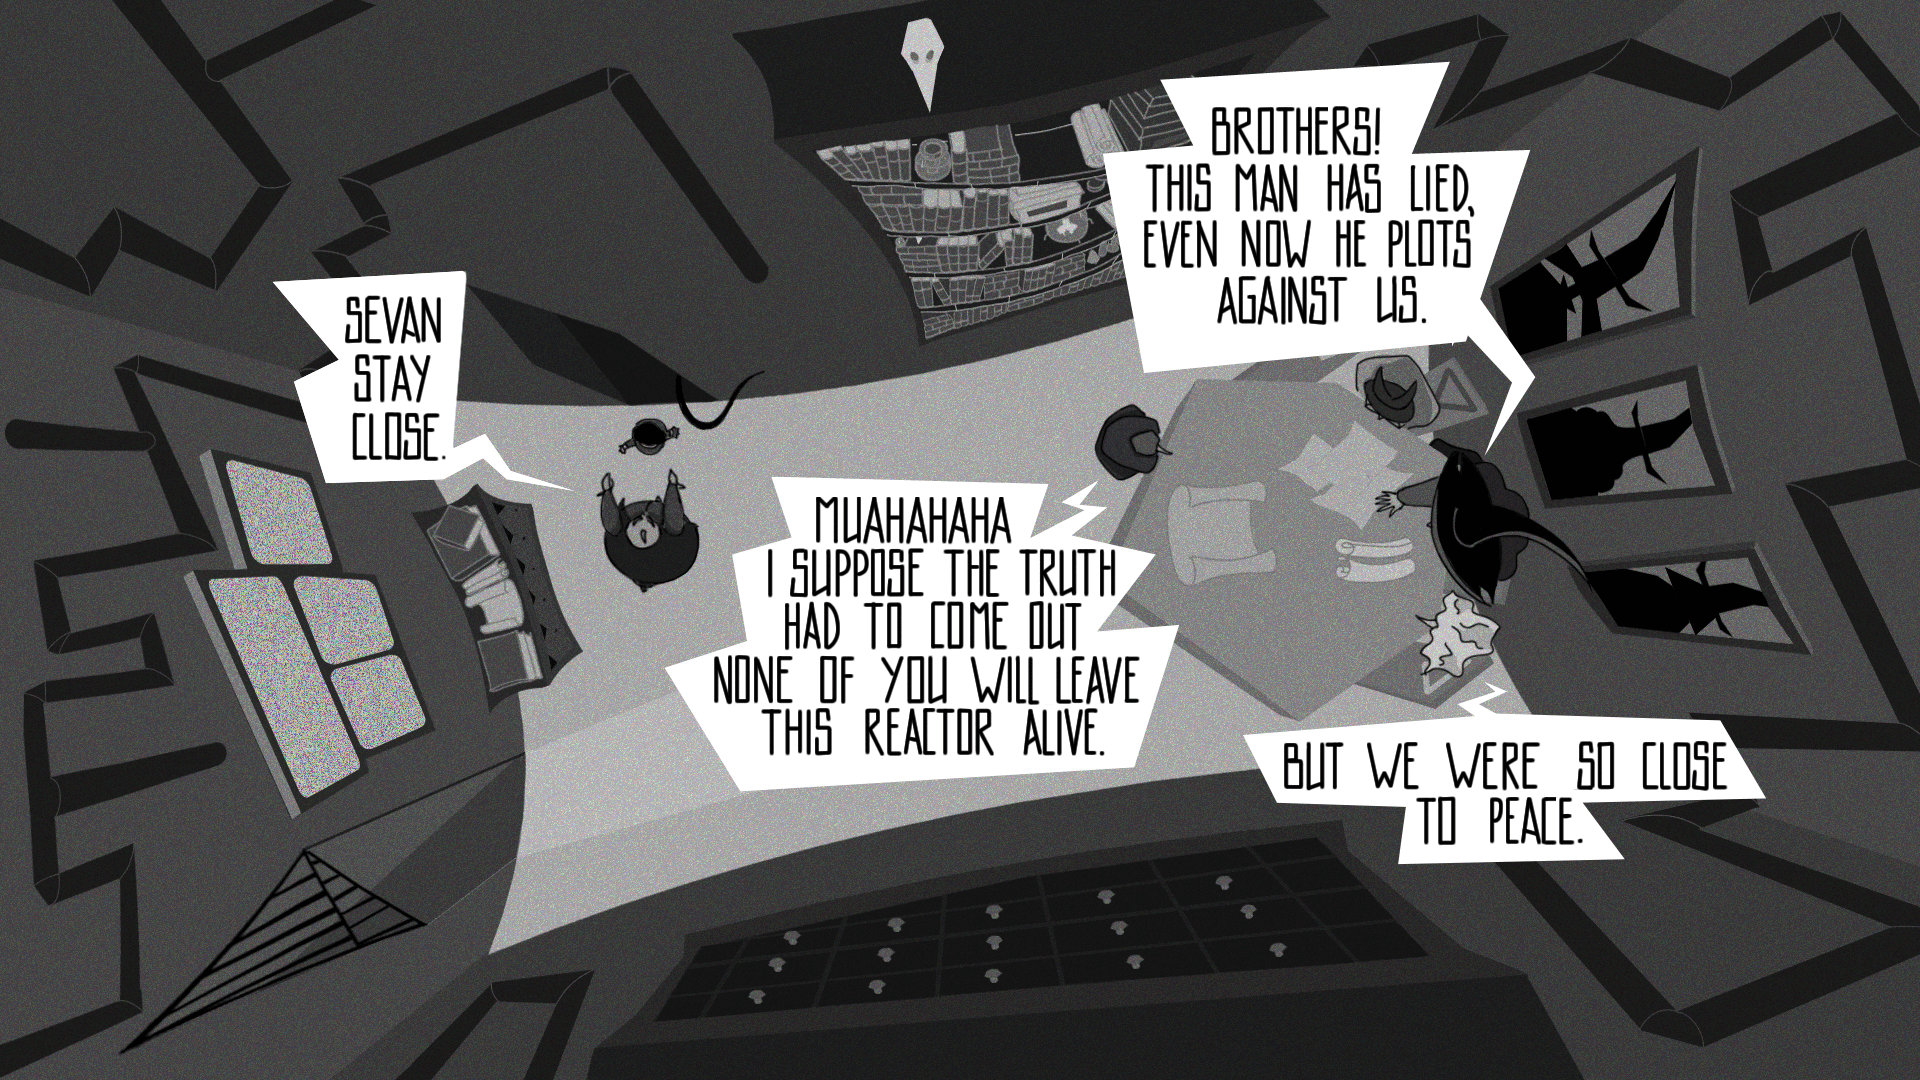 BROTHERS!
THIS MAN HAS LIED,
EVEN NOW HE PLOTS
AGAINST US.
SEVAN
STAY
CLOSE.
MUAHAHAHA
I SUPPOSE THE TRUTH
HAD TO COME OUT
NONE OF YOU WILL LEAVE
THIS REACTOR ALIVE.
BUT WE WERE SO CLOSE
TO PEACE.